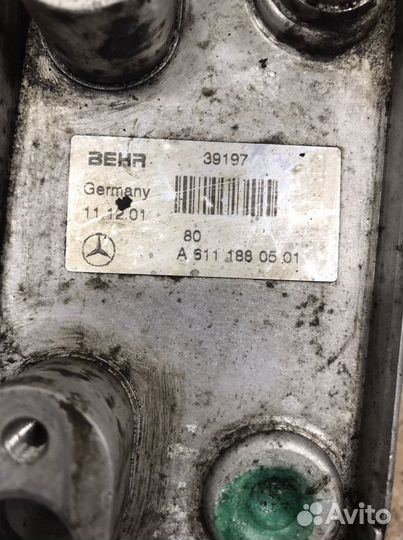 BEHR 39197
Germany
11.12.01
80
A 611 188 05 01
Avito